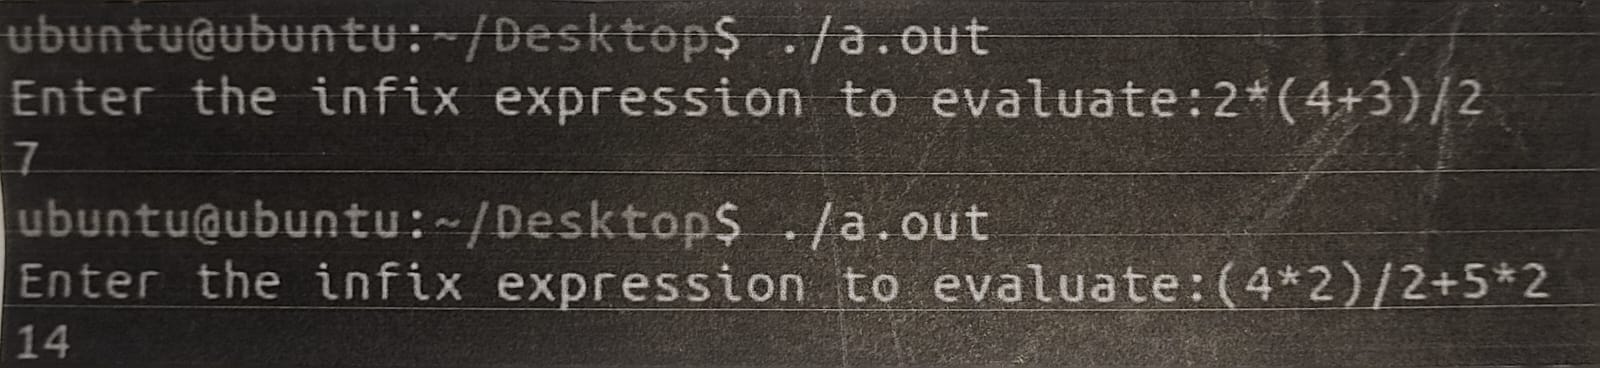 ubuntu@ubuntu:~/Desktop$ ./a.out
Enter the infix expression to evaluate:2*(4+3)/2
7
ubuntu@ubuntu:~/Desktop$ ./a.out
Enter the infix expression to evaluate:(4*2)/2+5*2
14